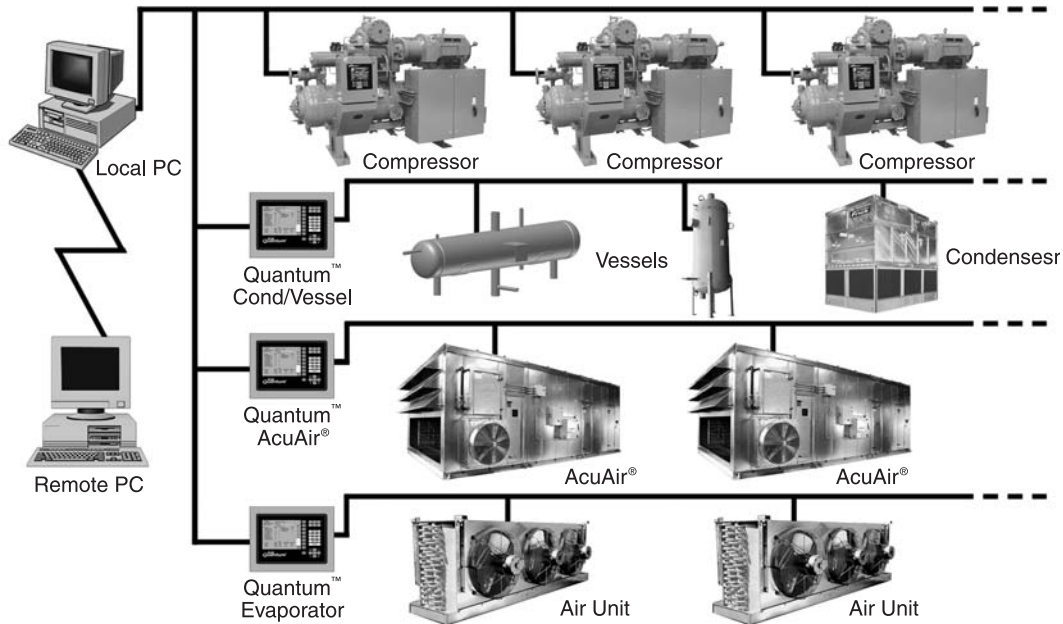 Local PC
Compressor
Compressor
Compressor
Quantum™
Cond/Vessel
Vessels
Condensesr
Quantum™
AcuAir®
AcuAir®
AcuAir®
Remote PC
Quantum™
Evaporator
Air Unit
Air Unit